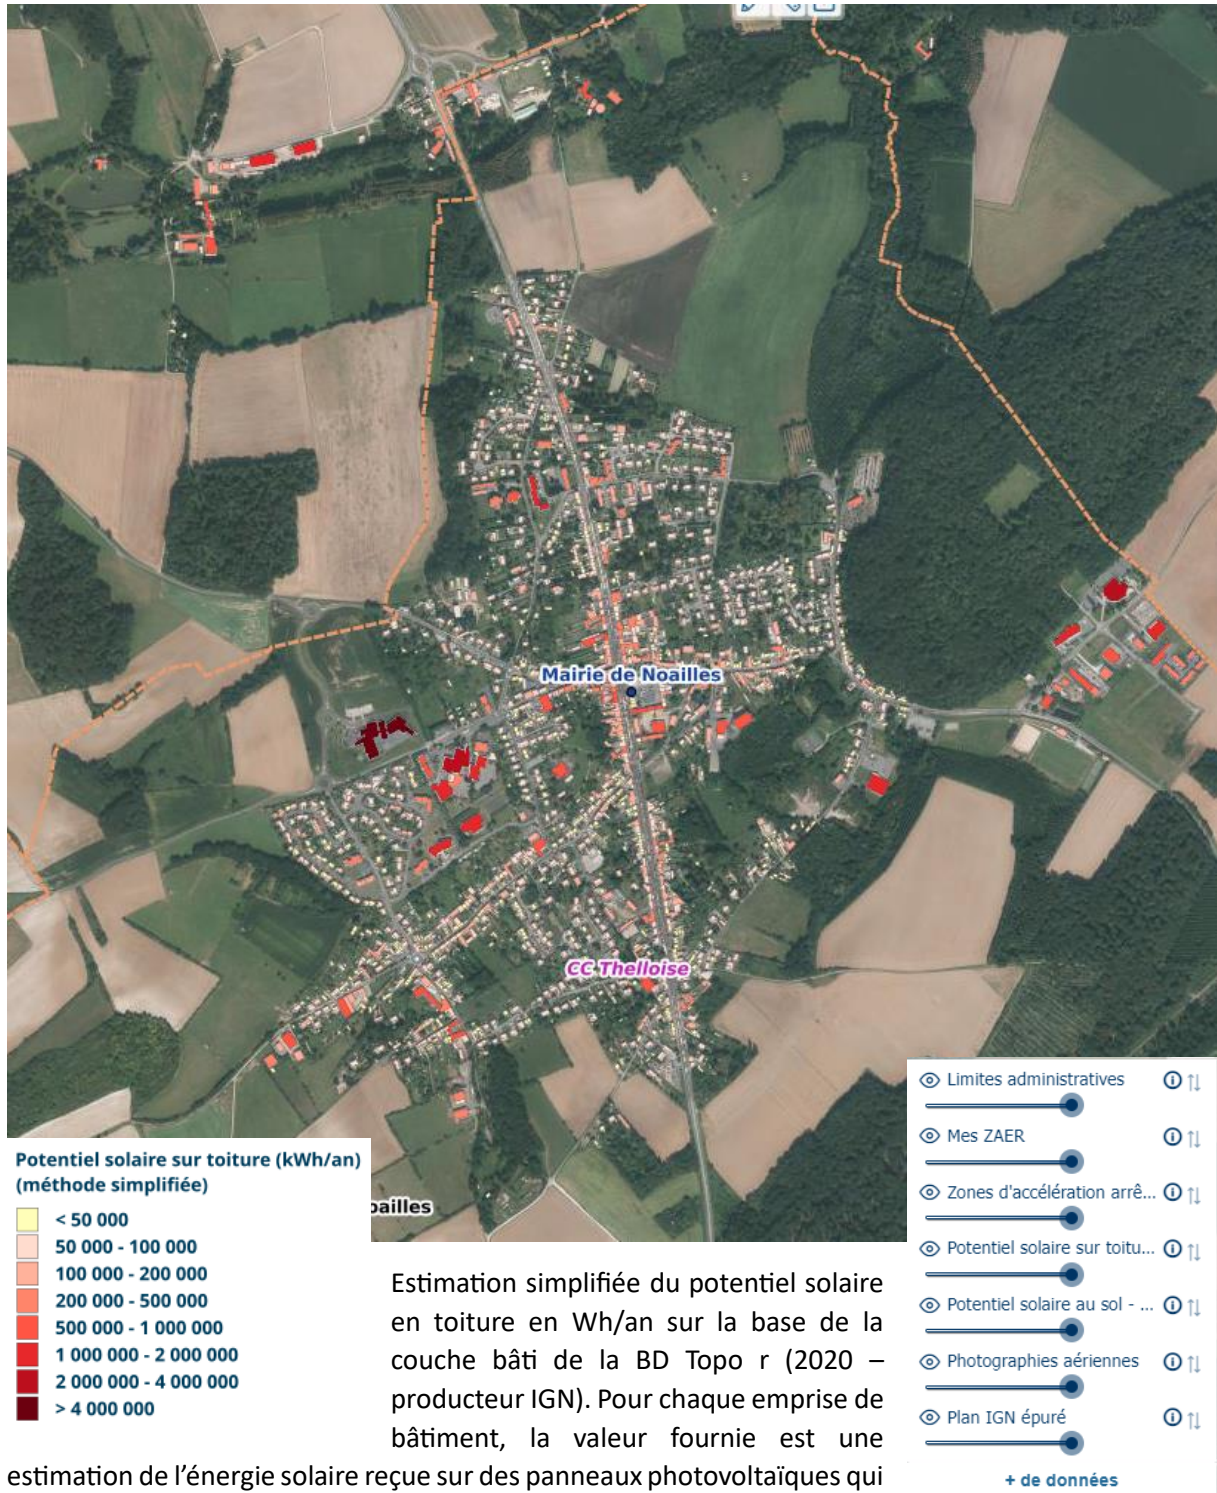 Mairie de Noailles
CC Thelloise
oailles
Potentiel solaire sur toiture (kWh/an)
(méthode simplifiée)
< 50 000
50 000 - 100 000
100 000 - 200 000
200 000 - 500 000
500 000 - 1 000 000
1 000 000 - 2 000 000
2 000 000 - 4 000 000
> 4 000 000
Limites administratives
Mes ZAER
Zones d'accélération arrê...
Potentiel solaire sur toitu...
Potentiel solaire au sol - ...
Photographies aériennes
Plan IGN épuré
+ de données
Estimation simplifiée du potentiel solaire
en toiture en Wh/an sur la base de la
couche bâti de la BD Topo r (2020 –
producteur IGN). Pour chaque emprise de
bâtiment, la valeur fournie est une
estimation de l’énergie solaire reçue sur des panneaux photovoltaïques qui